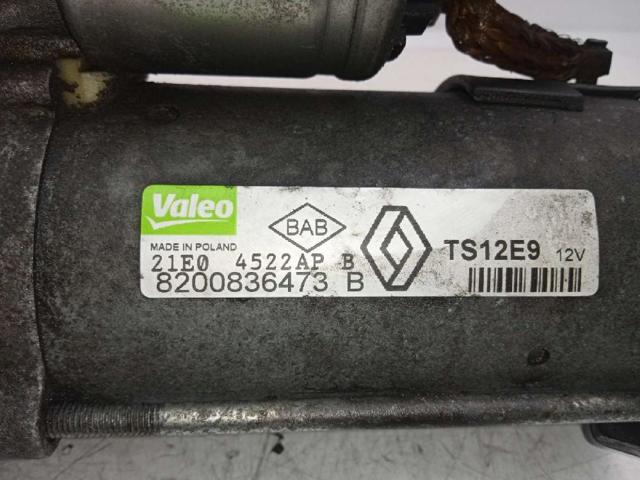 Valeo
BAB
MADE IN POLAND
TS12E9 12V
21E0 4522AP B
8200836473 B